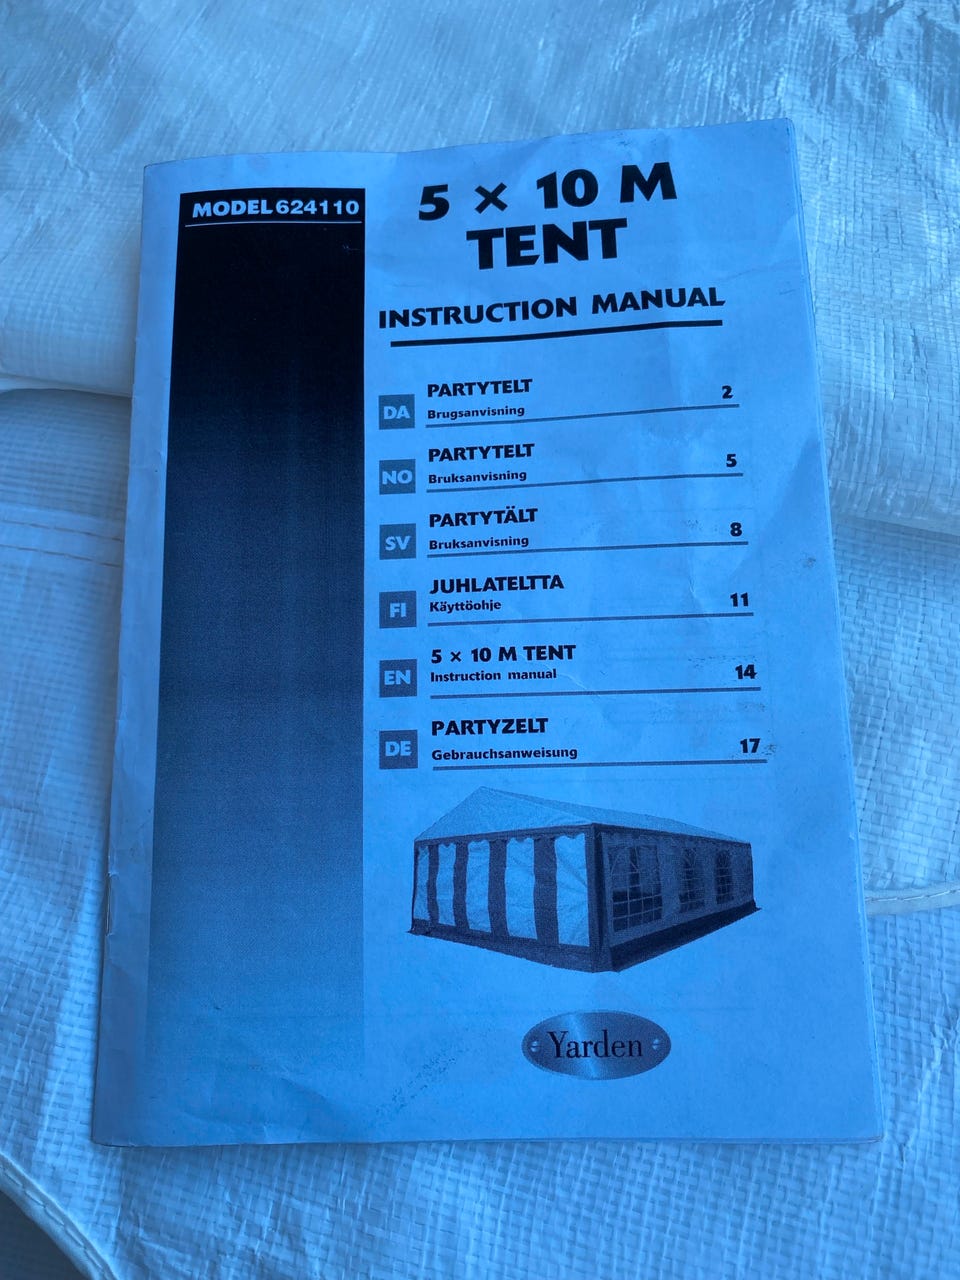 MODEL 624110
5 × 10 M
TENT
INSTRUCTION MANUAL
DA
PARTYTELT
Brugsanvisning
2
NO
PARTYTELT
Bruksanvisning
5
SV
PARTYTÄLT
Bruksanvisning
8
FI
JUHLATELTTA
Käyttöohje
11
EN
5 × 10 M TENT
Instruction manual
14
DE
PARTYZELT
Gebrauchsanweisung
17
Yarden